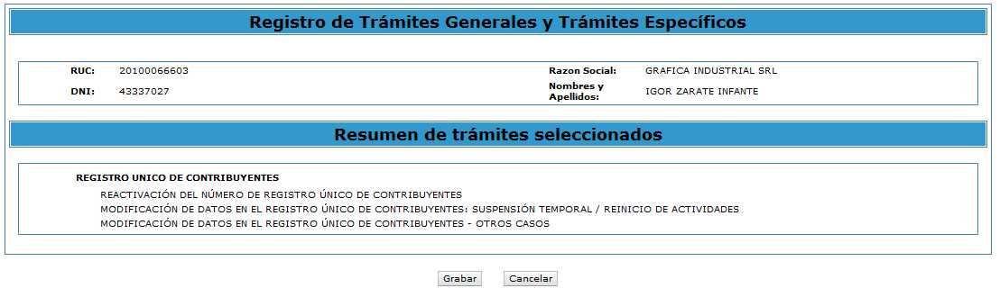 Registro de Trámites Generales y Trámites Específicos
RUC: 20100066603 Razon Social: GRAFICA INDUSTRIAL SRL
DNI: 43337027 Nombres y Apellidos: IGOR ZARATE INFANTE
Resumen de trámites seleccionados
REGISTRO UNICO DE CONTRIBUYENTES
REACTIVACIÓN DEL NÚMERO DE REGISTRO ÚNICO DE CONTRIBUYENTES
MODIFICACIÓN DE DATOS EN EL REGISTRO ÚNICO DE CONTRIBUYENTES: SUSPENSIÓN TEMPORAL / REINICIO DE ACTIVIDADES
MODIFICACIÓN DE DATOS EN EL REGISTRO ÚNICO DE CONTRIBUYENTES - OTROS CASOS
Grabar Cancelar